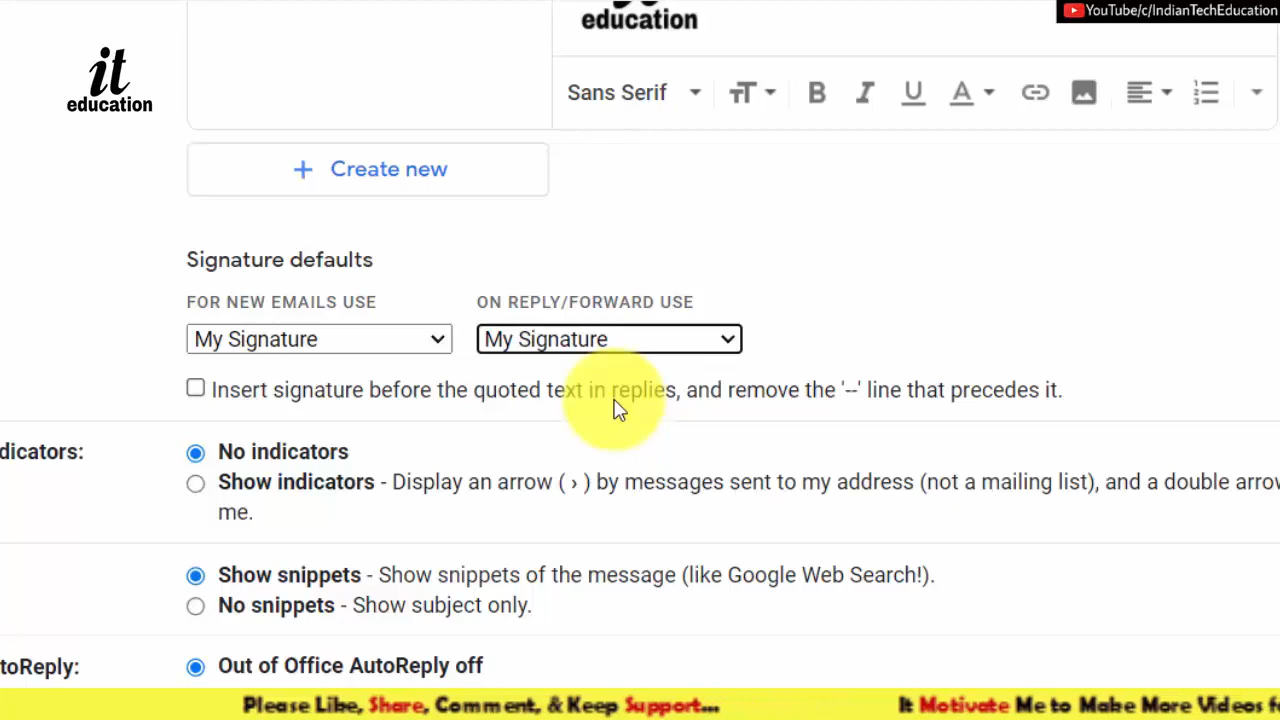 YouTube/c/IndianTechEducation
education
it
education
Sans Serif
Create new
Signature defaults
FOR NEW EMAILS USE
ON REPLY/FORWARD USE
My Signature
My Signature
Insert signature before the quoted text in replies, and remove the '--' line that precedes it.
dicators:
No indicators
Show indicators - Display an arrow ( › ) by messages sent to my address (not a mailing list), and a double arrow
me.
Show snippets - Show snippets of the message (like Google Web Search!).
No snippets - Show subject only.
toReply:
Out of Office AutoReply off
Please Like, Share, Comment, & Keep Support...
It Motivate Me to Make More Videos f